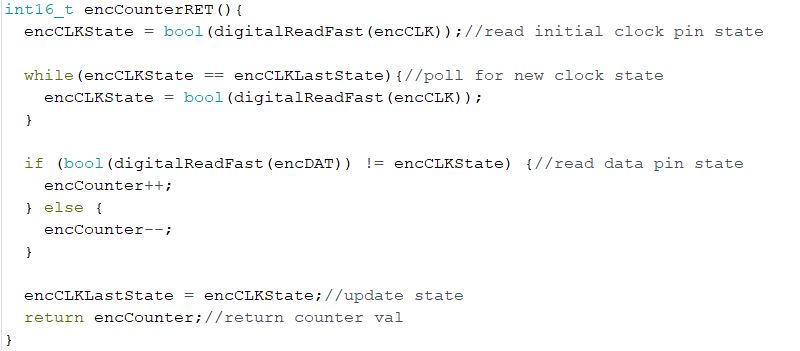 int16_t encCounterRET(){
encCLKState = bool(digitalReadFast(encCLK));//read initial clock pin state
while(encCLKState == encCLKLastState){//poll for new clock state
encCLKState = bool(digitalReadFast(encCLK));
}
if (bool(digitalReadFast(encDAT)) != encCLKState) {//read data pin state
encCounter++;
} else {
encCounter--;
}
encCLKLastState = encCLKState;//update state
return encCounter;//return counter val
}